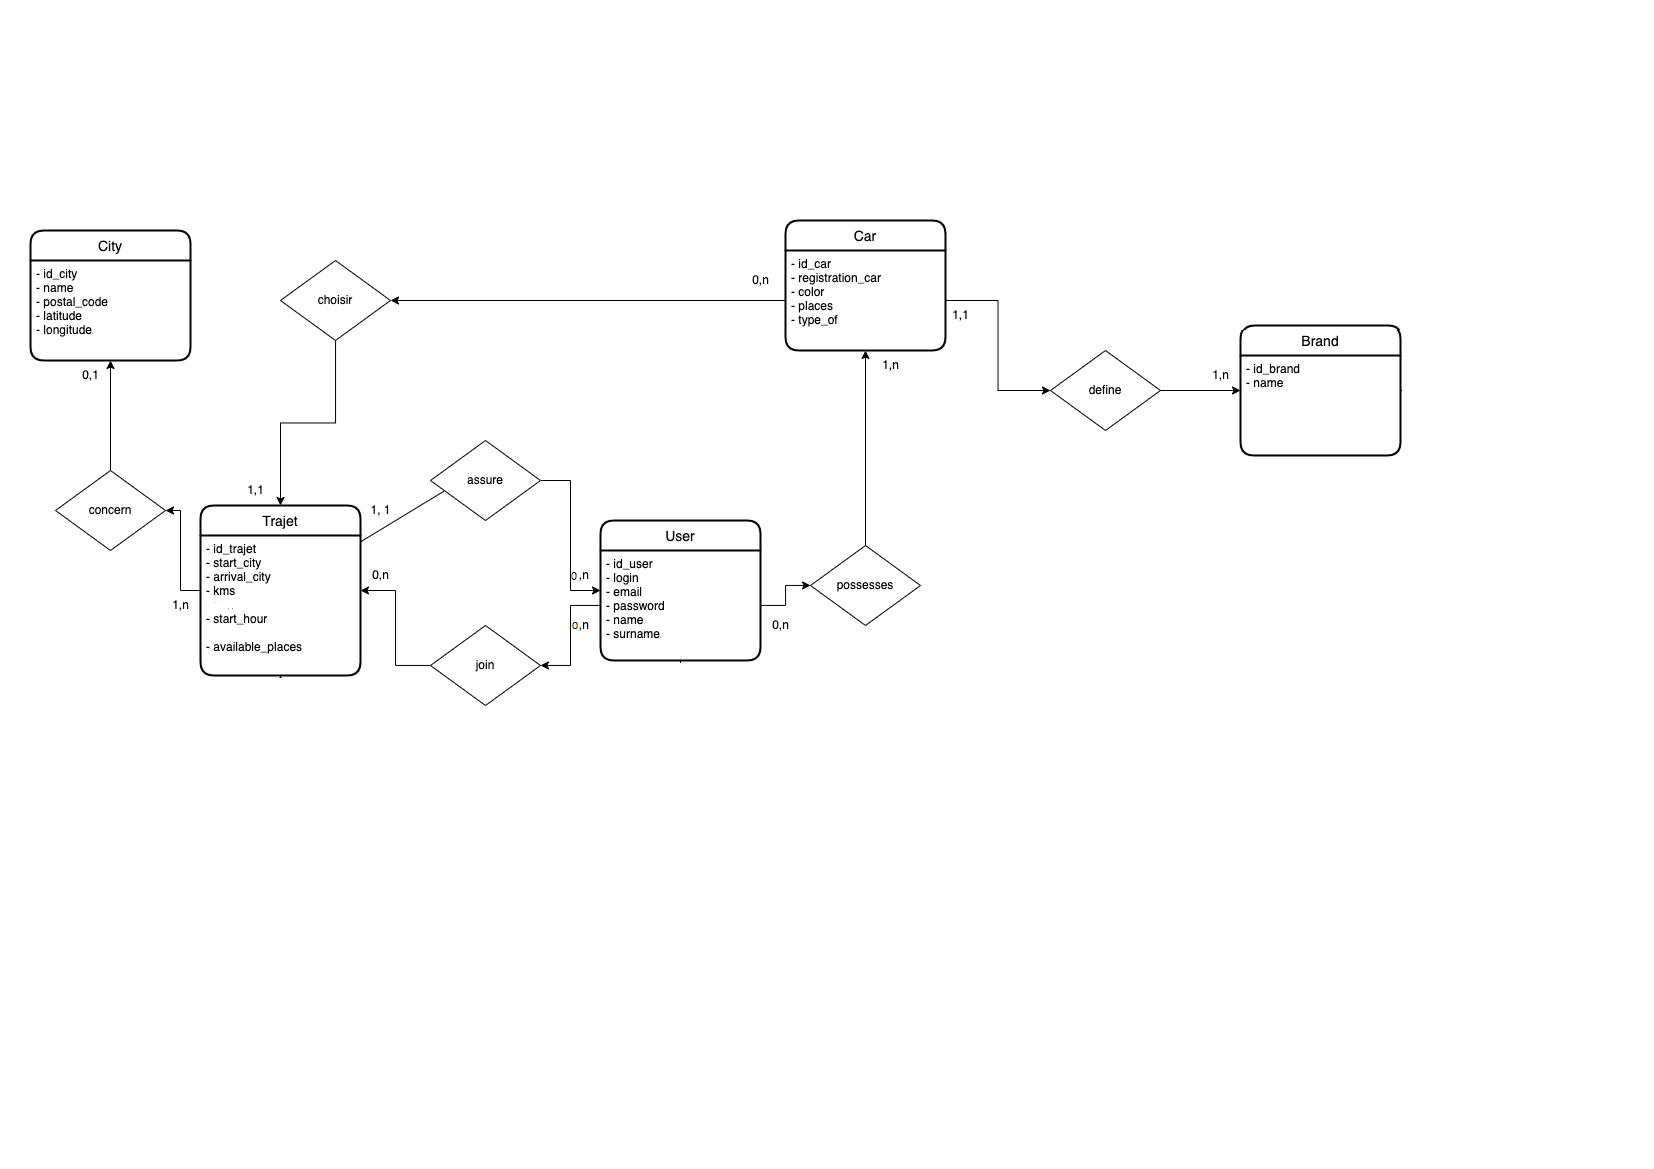 City
- id_city
- name
- postal_code
- latitude
- longitude
0,1
concern
1,n
choisir
1,1
0,n
Car
- id_car
- registration_car
- color
- places
- type_of
1,1
1,n
define
1,n
Brand
- id_brand
- name
Trajet
- id_trajet
- start_city
- arrival_city
- kms
- start_hour
- available_places
1, 1
assure
0,n
0,n
join
0,n
User
- id_user
- login
- email
- password
- name
- surname
0,n
possesses